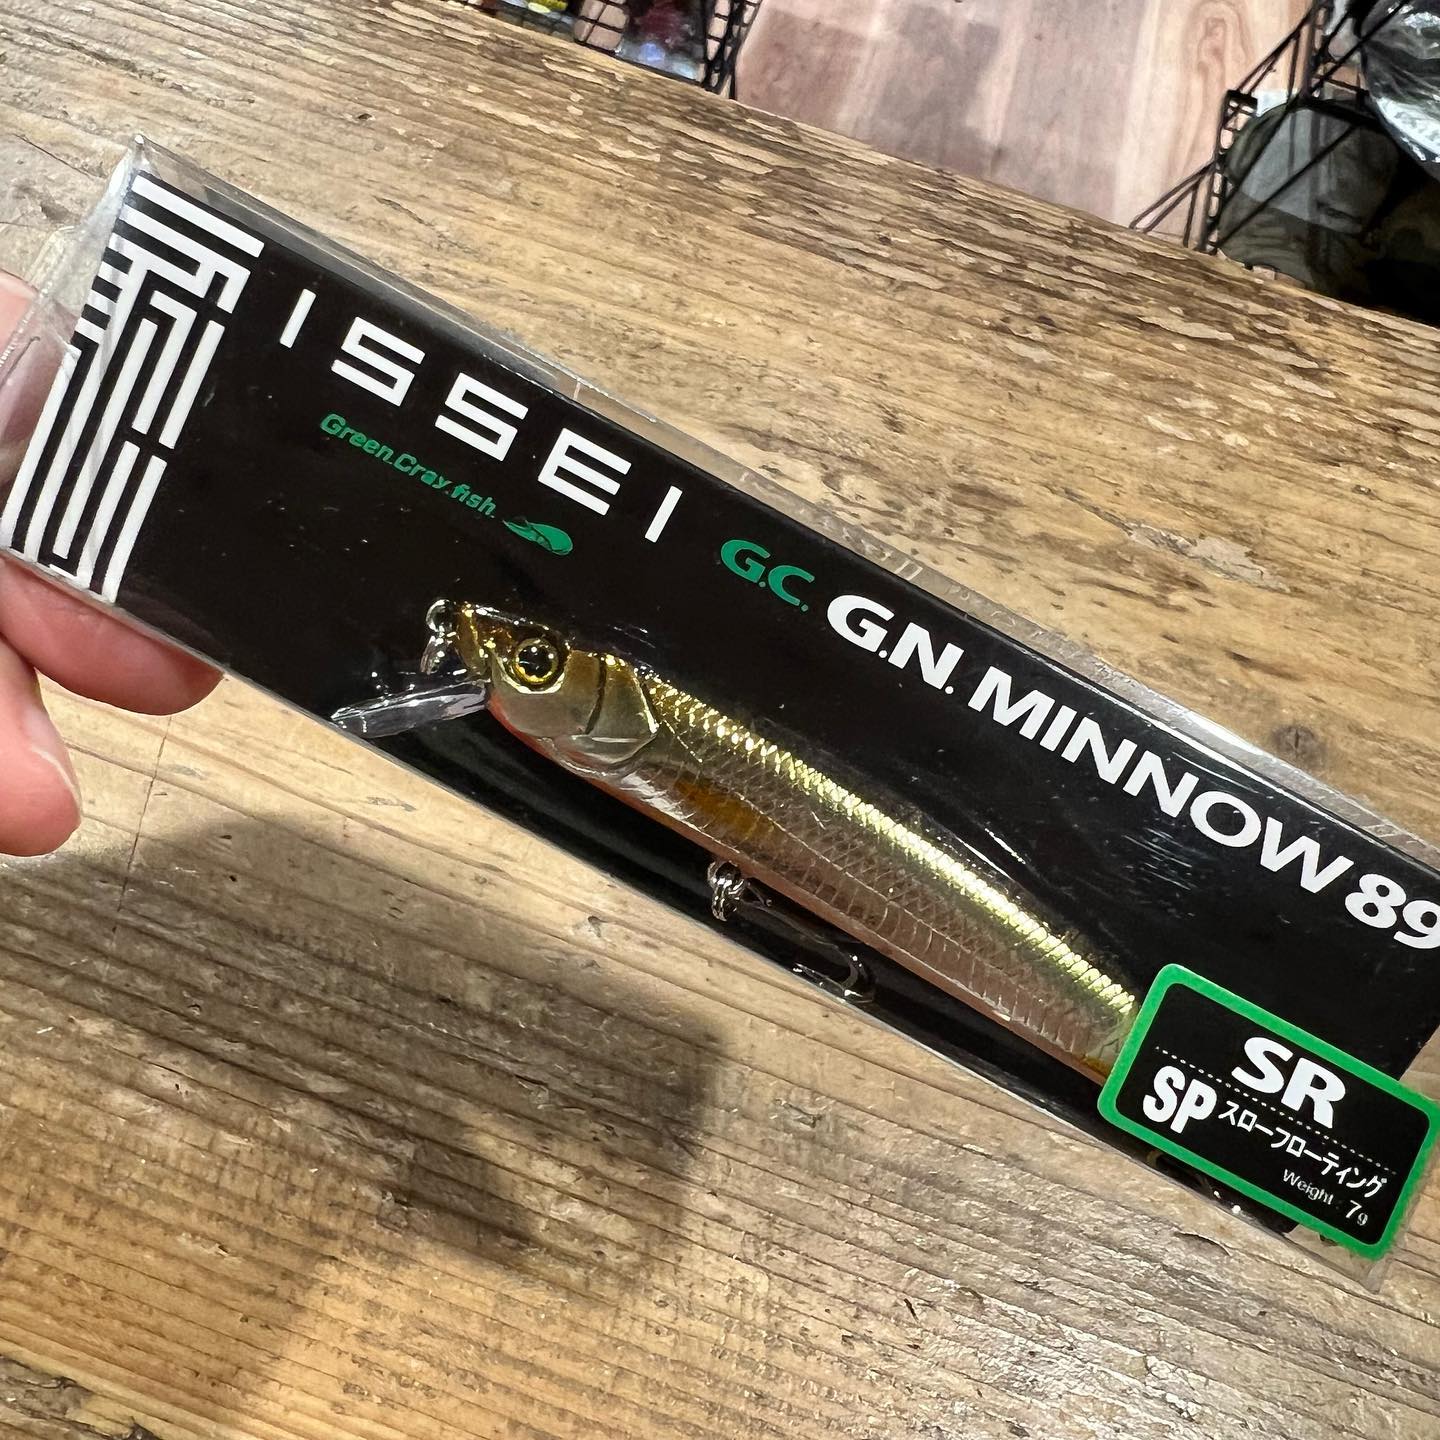 ISSEI
Green.Cray.fish.
G.C. G.N. MINNOW 89
SR
SP スローフローティング
Weight : 7g